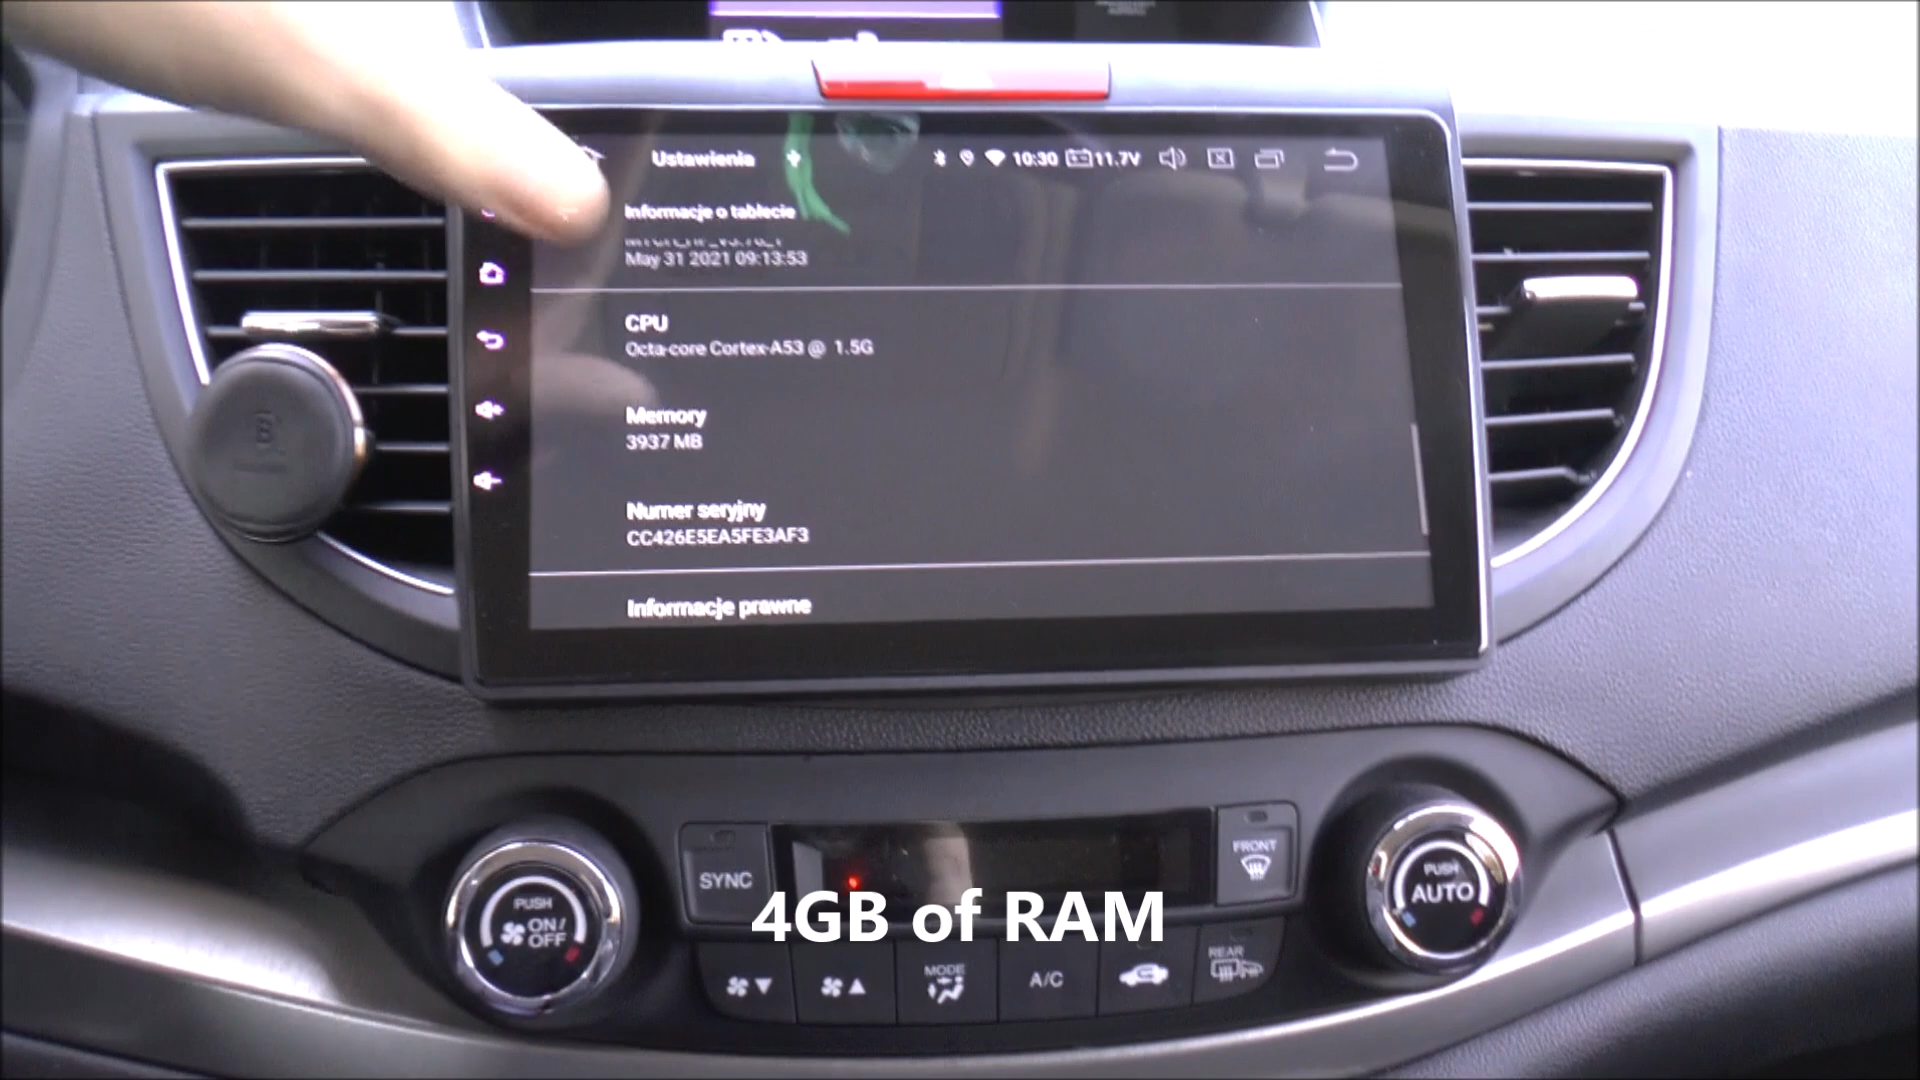 Ustawienia 10:30 11.7V
Informacje o tablecie
May 31 2021 09:13:53
CPU
Octa-core Cortex-A53 @ 1.5G
Memory
3937 MB
Numer seryjny
CC426E5EA5FE3AF3
Informacje prawne
FRONT
PUSH
AUTO
SYNC
PUSH
ON/
OFF
4GB of RAM
MODE
A/C
REAR